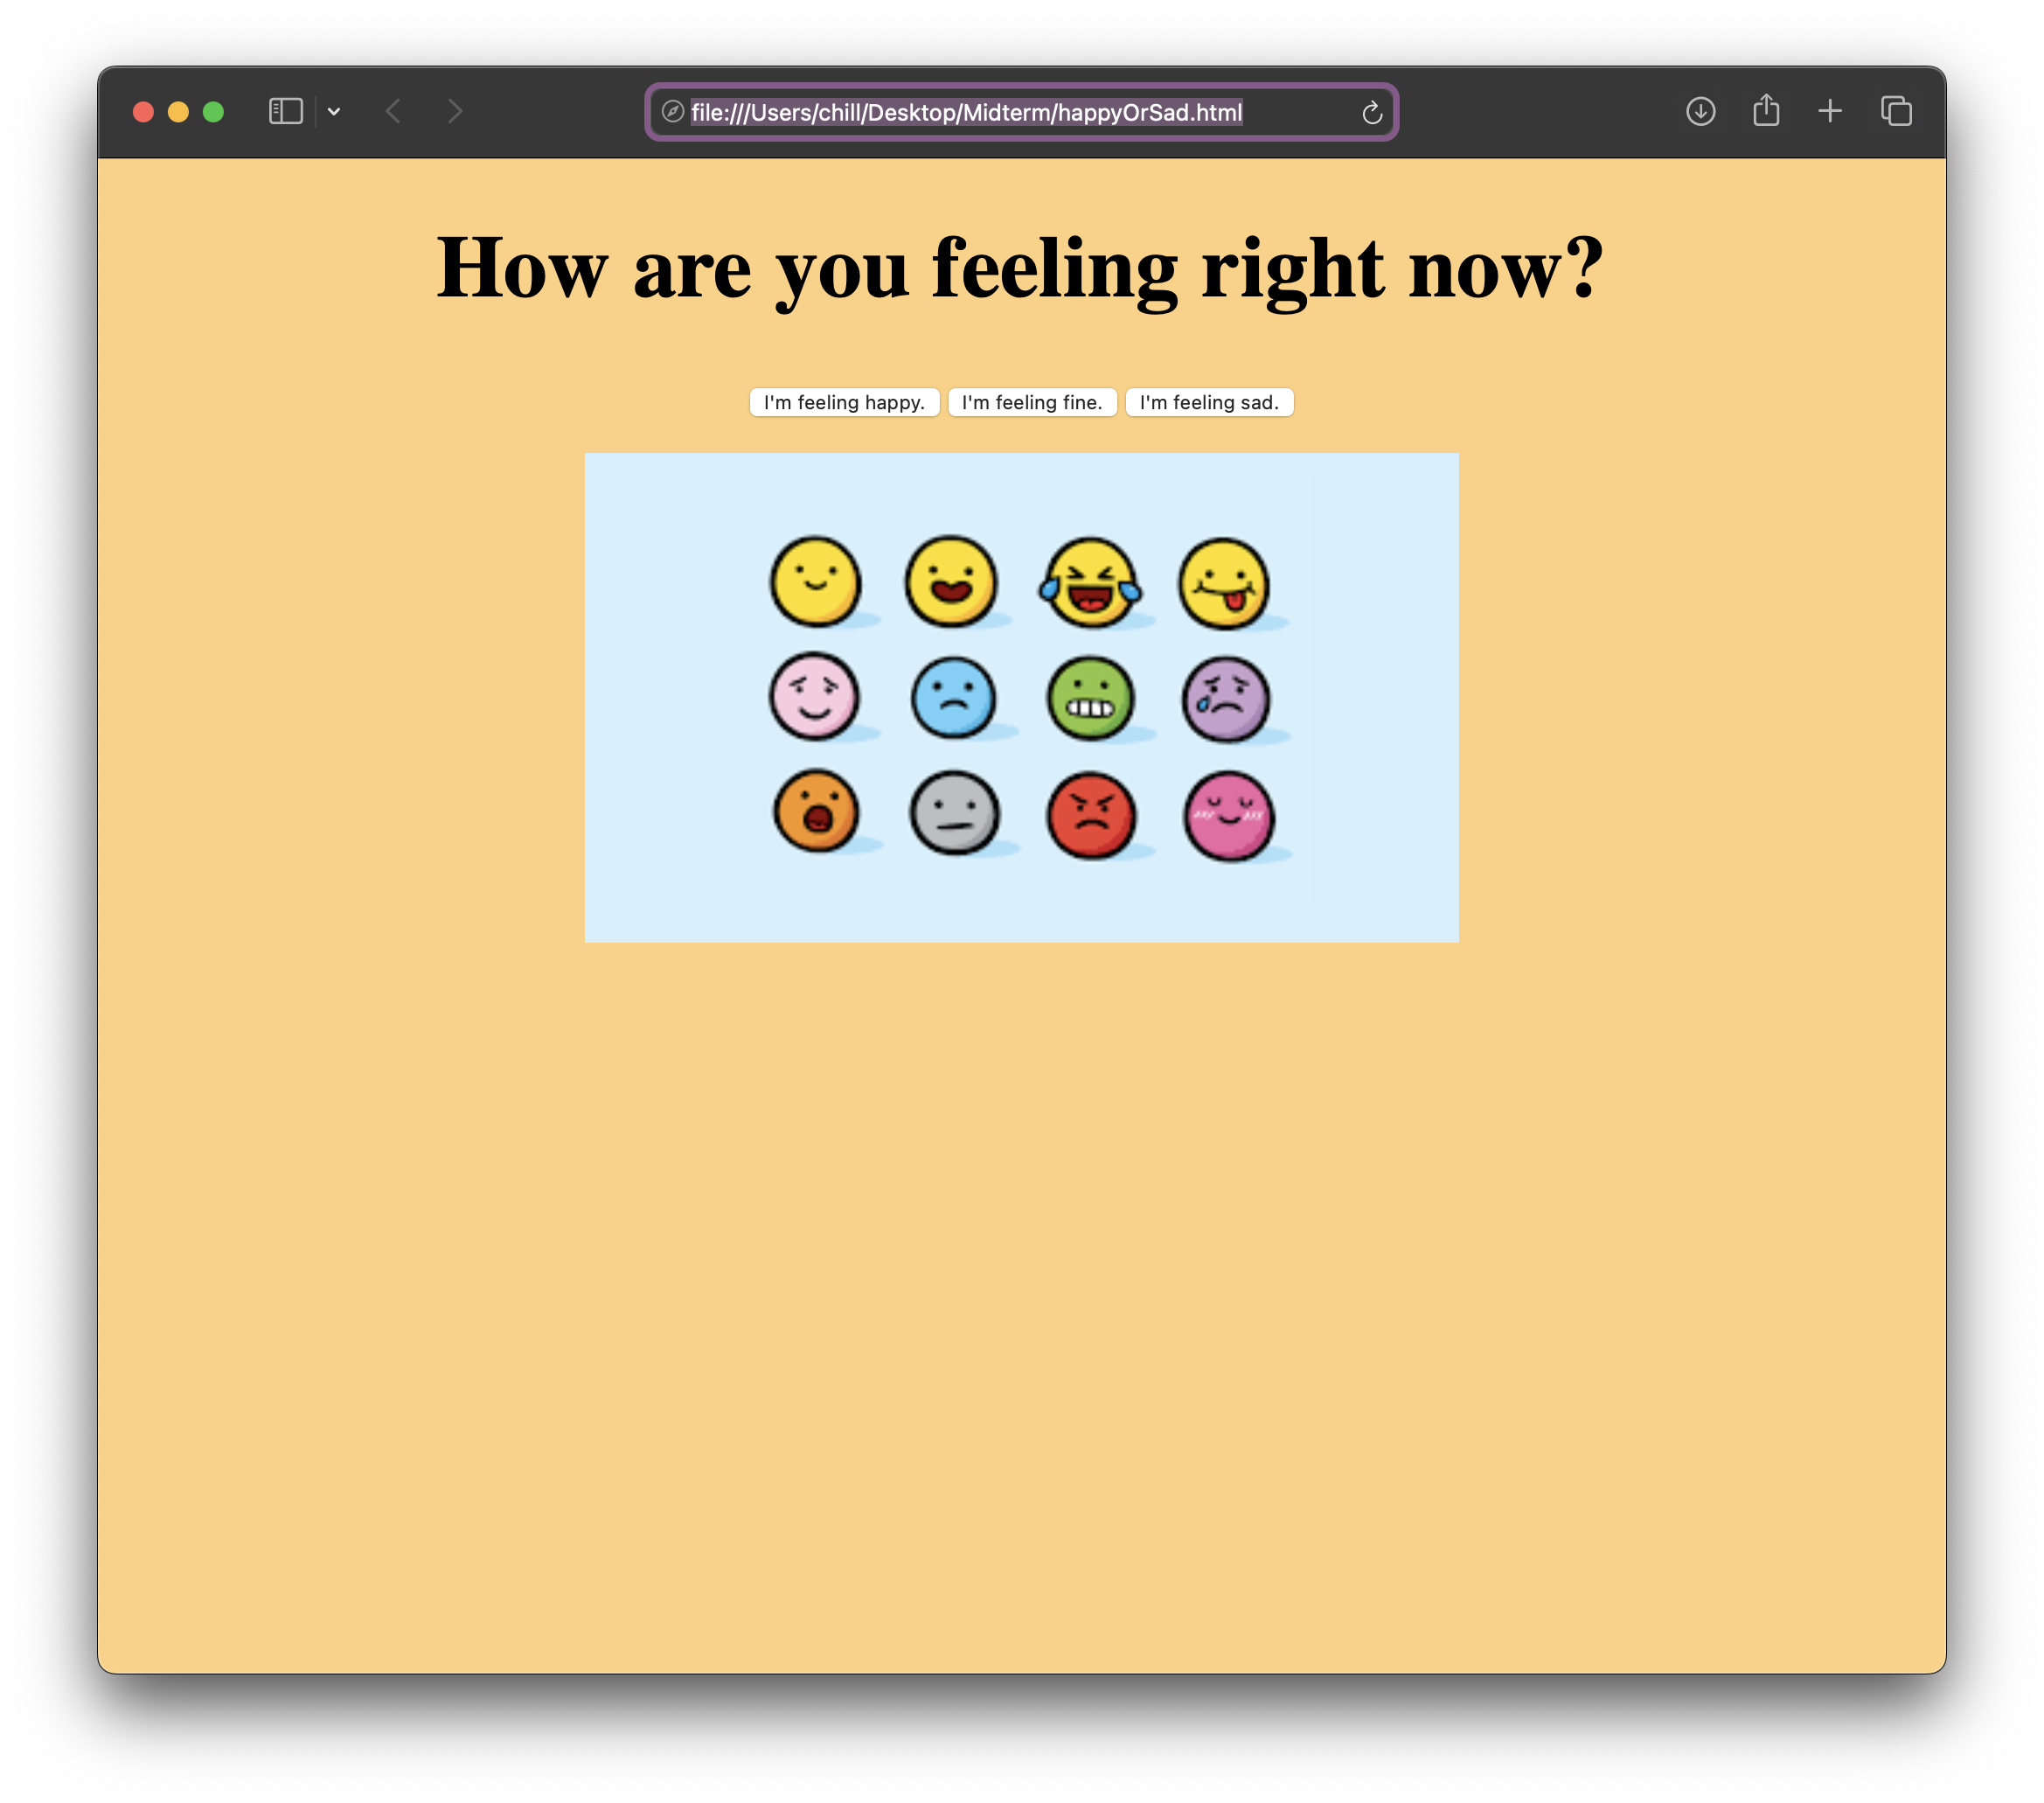 file:///Users/chill/Desktop/Midterm/happyOrSad.html
How are you feeling right now?
I'm feeling happy. I'm feeling fine. I'm feeling sad.